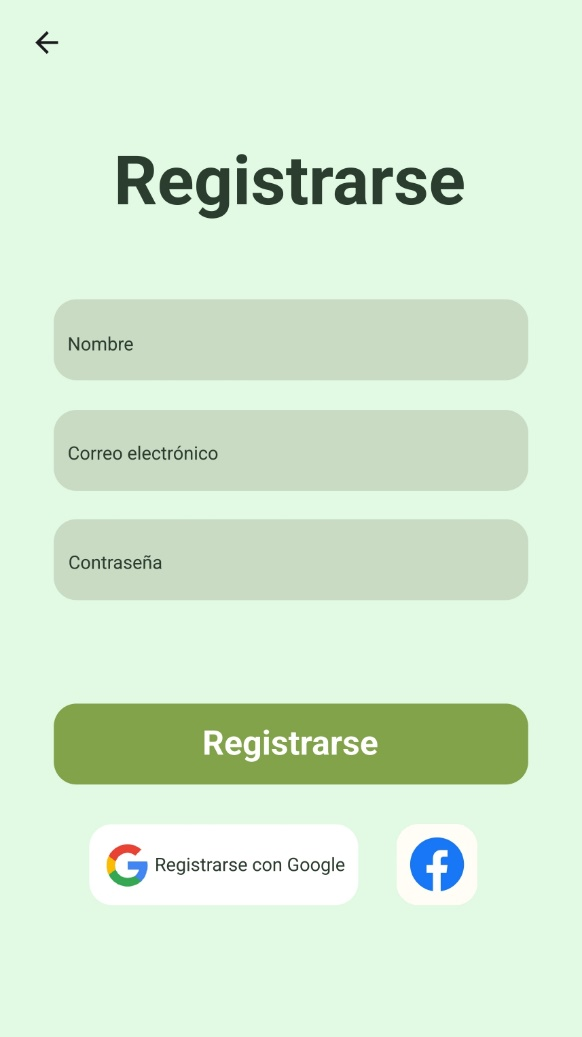 Registrarse
Nombre
Correo electrónico
Contraseña
Registrarse
Registrarse con Google